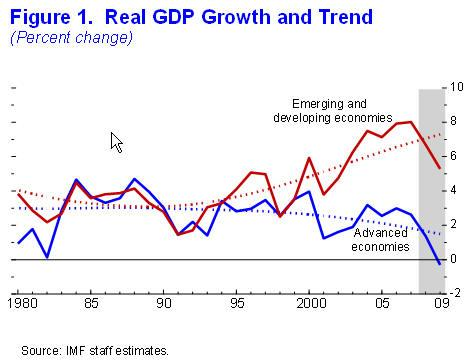 Figure 1. Real GDP Growth and Trend
(Percent change)
10
Emerging and
developing economies
8
6
4
2
Advanced
economies
0
-2
1980 85 90 95 2000 05 09
Source: IMF staff estimates.